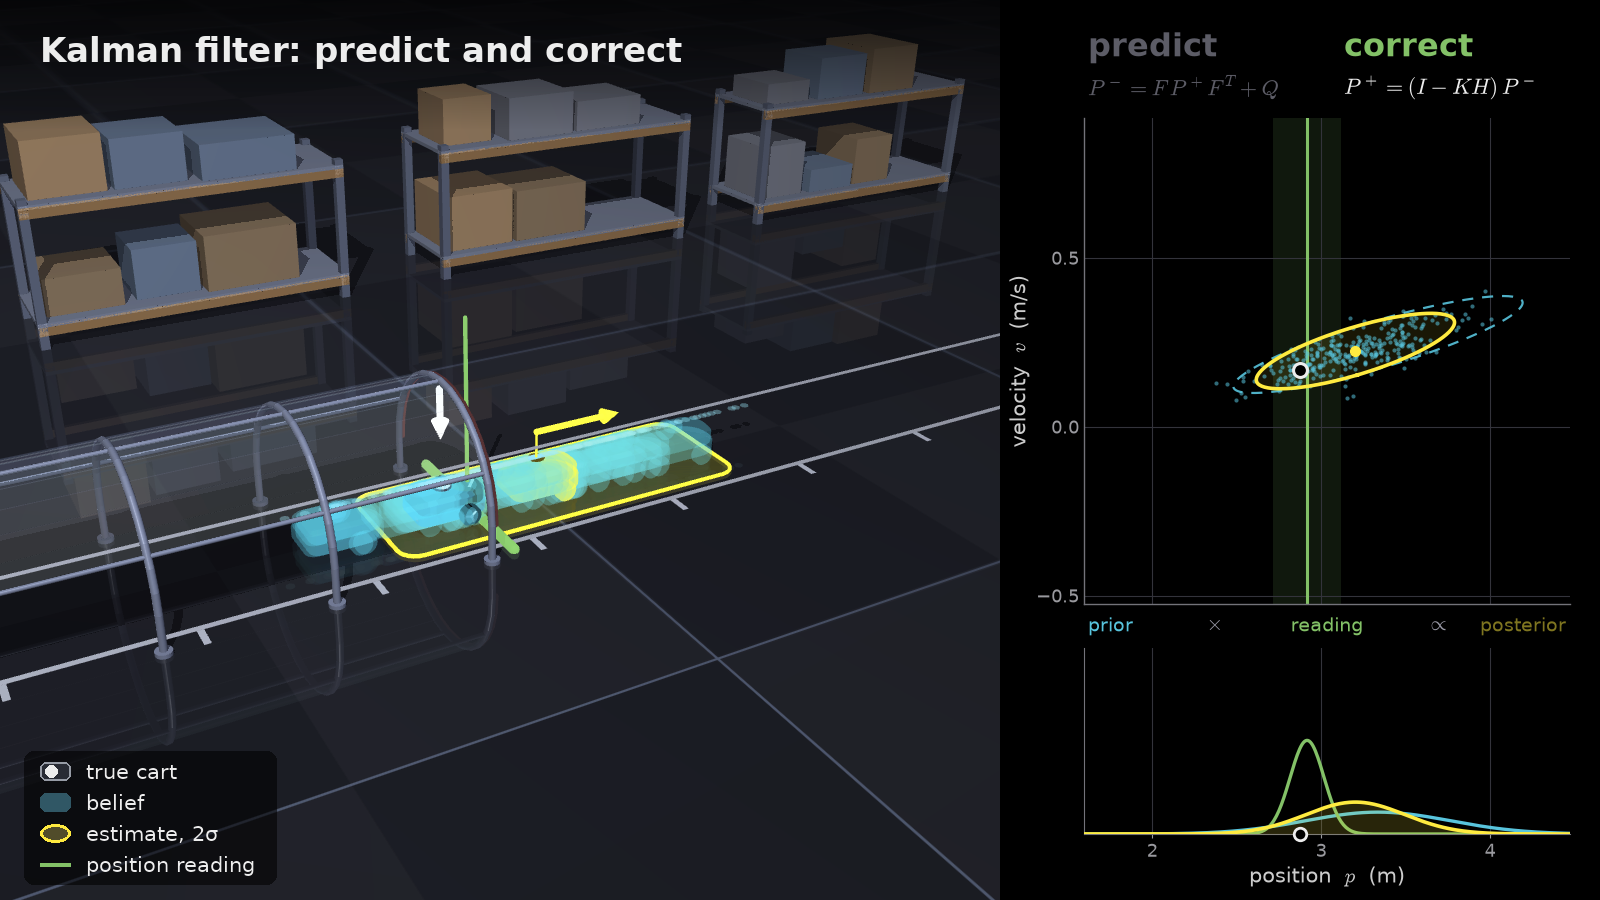 Kalman filter: predict and correct
predict
correct
P⁻ = FP⁺Fᵀ + Q
P⁺ = (I − KH) P⁻
0.5
0.0
−0.5
velocity v (m/s)
prior × reading ∝ posterior
2 3 4
position p (m)
true cart
belief
estimate, 2σ
position reading